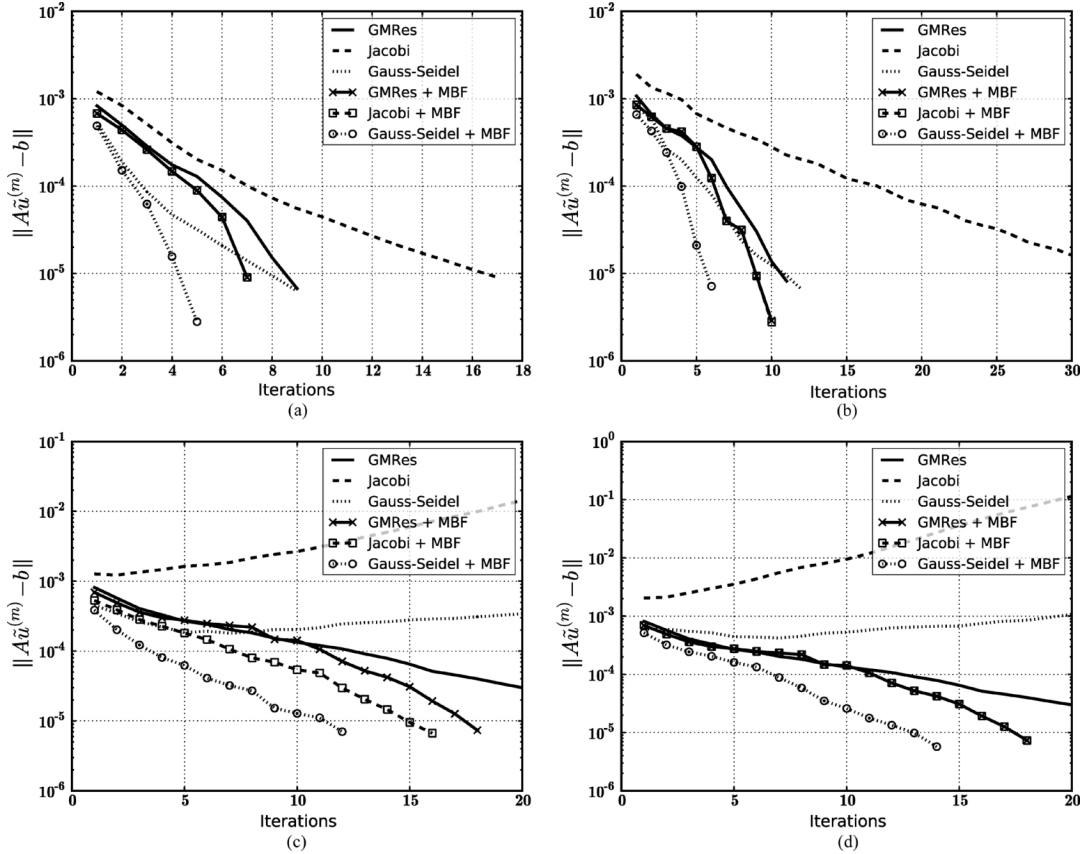 10⁻²
10⁻³
10⁻⁴
10⁻⁵
10⁻⁶
‖Aũ⁽ᵐ⁾ − b‖
GMRes
Jacobi
Gauss-Seidel
GMRes + MBF
Jacobi + MBF
Gauss-Seidel + MBF
0 2 4 6 8 10 12 14 16 18
Iterations
(a)
10⁻²
10⁻³
10⁻⁴
10⁻⁵
10⁻⁶
‖Aũ⁽ᵐ⁾ − b‖
GMRes
Jacobi
Gauss-Seidel
GMRes + MBF
Jacobi + MBF
Gauss-Seidel + MBF
0 5 10 15 20 25 30
Iterations
(b)
10⁻¹
10⁻²
10⁻³
10⁻⁴
10⁻⁵
10⁻⁶
‖Aũ⁽ᵐ⁾ − b‖
GMRes
Jacobi
Gauss-Seidel
GMRes + MBF
Jacobi + MBF
Gauss-Seidel + MBF
0 5 10 15 20
Iterations
(c)
10⁰
10⁻¹
10⁻²
10⁻³
10⁻⁴
10⁻⁵
10⁻⁶
‖Aũ⁽ᵐ⁾ − b‖
GMRes
Jacobi
Gauss-Seidel
GMRes + MBF
Jacobi + MBF
Gauss-Seidel + MBF
0 5 10 15 20
Iterations
(d)